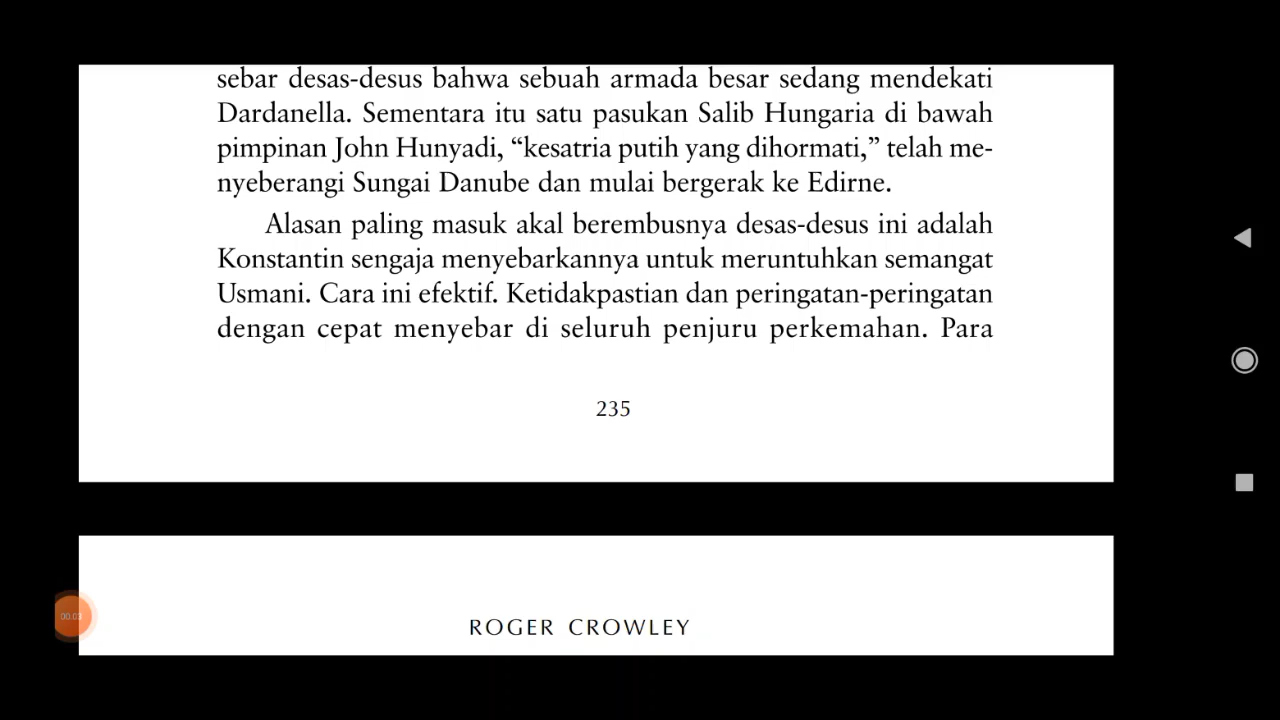 sebar desas-desus bahwa sebuah armada besar sedang mendekati
Dardanella. Sementara itu satu pasukan Salib Hungaria di bawah
pimpinan John Hunyadi, “kesatria putih yang dihormati,” telah me-
nyeberangi Sungai Danube dan mulai bergerak ke Edirne.
Alasan paling masuk akal berembusnya desas-desus ini adalah
Konstantin sengaja menyebarkannya untuk meruntuhkan semangat
Usmani. Cara ini efektif. Ketidakpastian dan peringatan-peringatan
dengan cepat menyebar di seluruh penjuru perkemahan. Para
235
00:03
ROGER CROWLEY